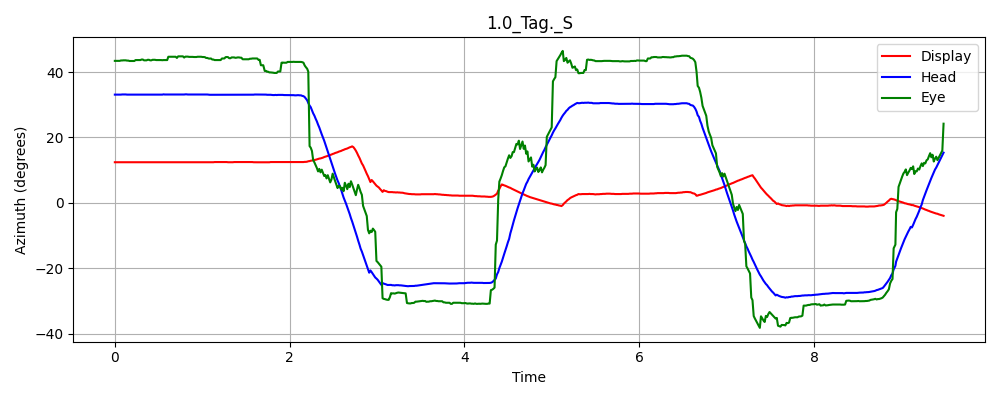 1.0_Tag._S
Display
Head
Eye
Azimuth (degrees)
40
20
0
−20
−40
0 2 4 6 8
Time